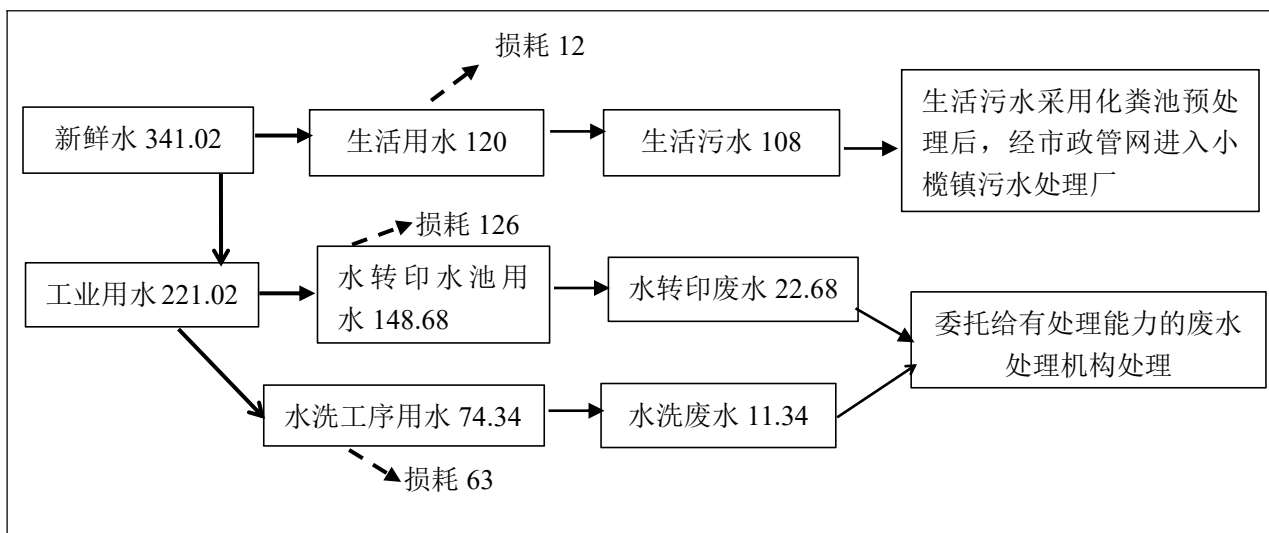 损耗 12
新鲜水 341.02
生活用水 120
生活污水 108
生活污水采用化粪池预处
理后，经市政管网进入小
榄镇污水处理厂
损耗 126
工业用水 221.02
水转印水池用
水 148.68
水转印废水 22.68
委托给有处理能力的废水
处理机构处理
水洗工序用水 74.34
水洗废水 11.34
损耗 63